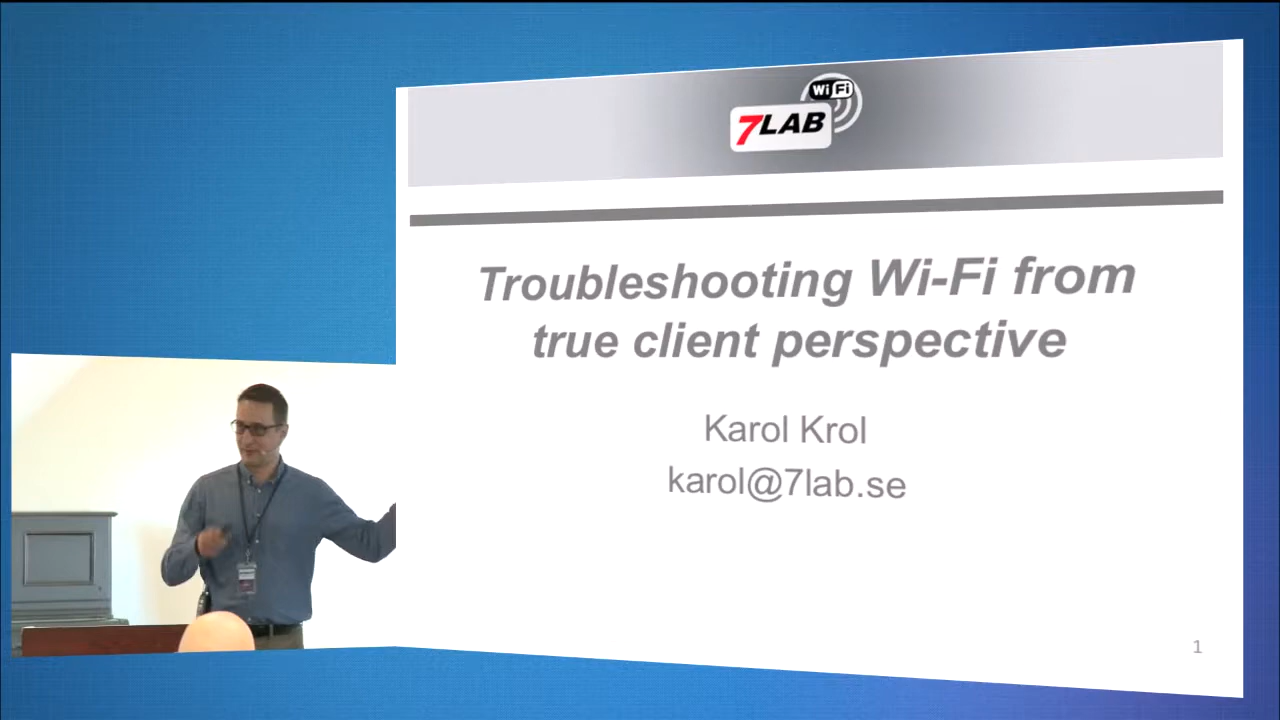 Wi Fi
7LAB
Troubleshooting Wi-Fi from
true client perspective
Karol Krol
karol@7lab.se
1